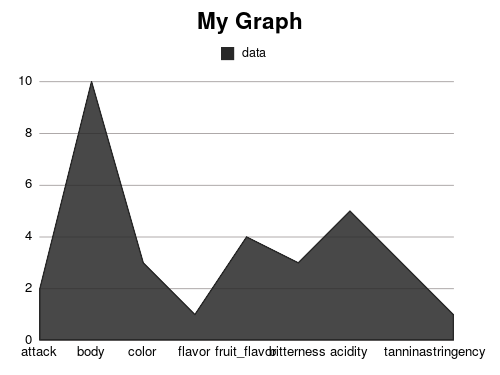 My Graph
data
10
8
6
4
2
0
attack body color flavor fruit_flavor bitterness acidity tannin astringency